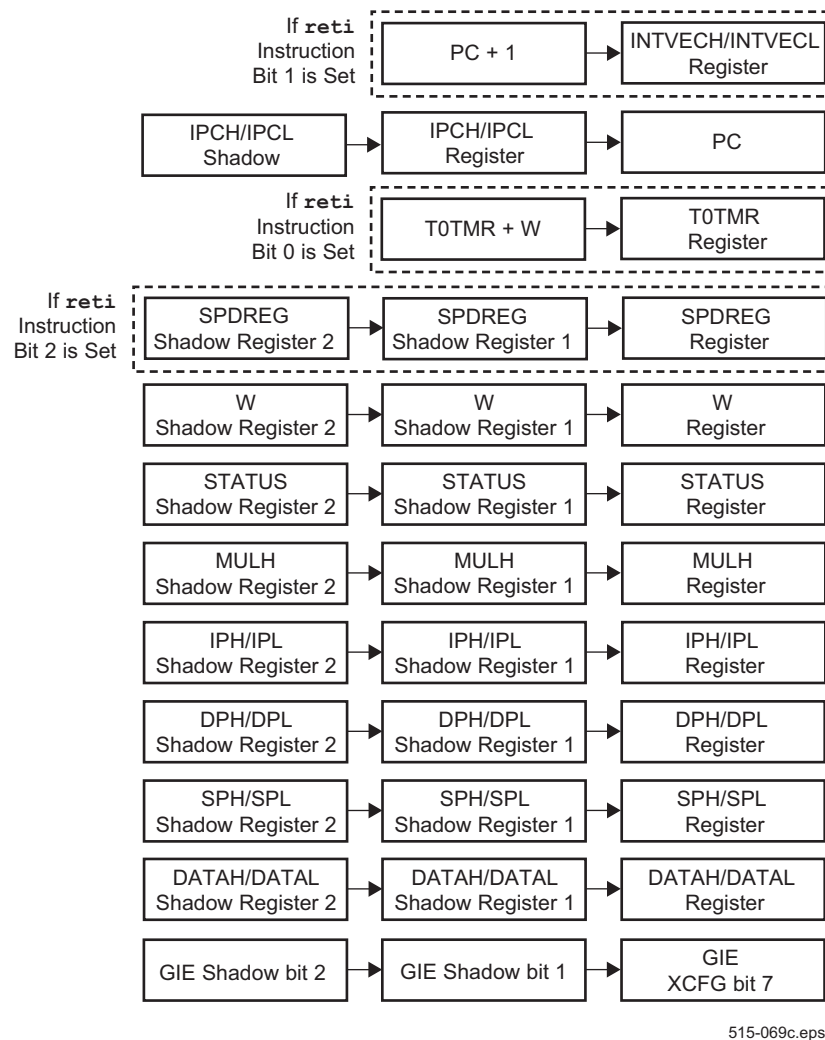 If reti
Instruction
Bit 1 is Set
PC + 1
INTVECH/INTVECL
Register
IPCH/IPCL
Shadow
IPCH/IPCL
Register
PC
If reti
Instruction
Bit 0 is Set
T0TMR + W
T0TMR
Register
If reti
Instruction
Bit 2 is Set
SPDREG
Shadow Register 2
SPDREG
Shadow Register 1
SPDREG
Register
W
Shadow Register 2
W
Shadow Register 1
W
Register
STATUS
Shadow Register 2
STATUS
Shadow Register 1
STATUS
Register
MULH
Shadow Register 2
MULH
Shadow Register 1
MULH
Register
IPH/IPL
Shadow Register 2
IPH/IPL
Shadow Register 1
IPH/IPL
Register
DPH/DPL
Shadow Register 2
DPH/DPL
Shadow Register 1
DPH/DPL
Register
SPH/SPL
Shadow Register 2
SPH/SPL
Shadow Register 1
SPH/SPL
Register
DATAH/DATAL
Shadow Register 2
DATAH/DATAL
Shadow Register 1
DATAH/DATAL
Register
GIE Shadow bit 2
GIE Shadow bit 1
GIE
XCFG bit 7
515-069c.eps